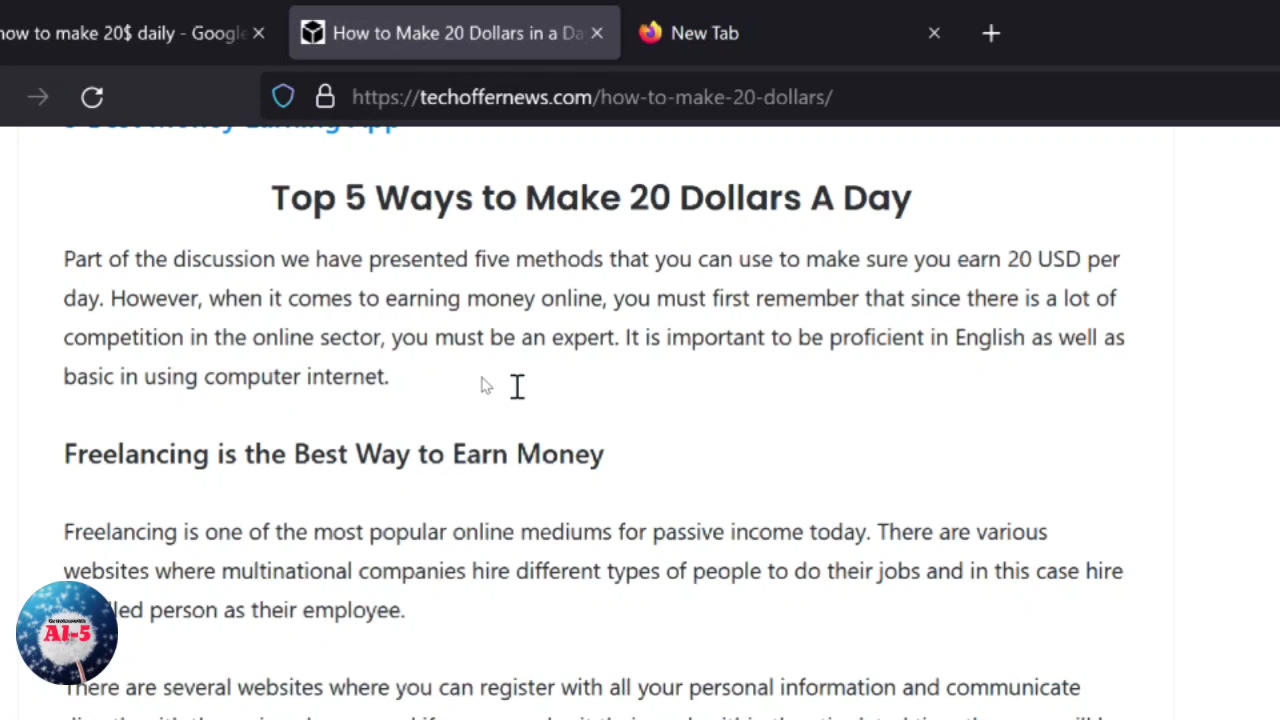 how to make 20$ daily - Google
How to Make 20 Dollars in a Da
New Tab
https://techoffernews.com/how-to-make-20-dollars/
5 Best Money Earning App
Top 5 Ways to Make 20 Dollars A Day
Part of the discussion we have presented five methods that you can use to make sure you earn 20 USD per
day. However, when it comes to earning money online, you must first remember that since there is a lot of
competition in the online sector, you must be an expert. It is important to be proficient in English as well as
basic in using computer internet.
Freelancing is the Best Way to Earn Money
Freelancing is one of the most popular online mediums for passive income today. There are various
websites where multinational companies hire different types of people to do their jobs and in this case hire
led person as their employee.
AI-5
There are several websites where you can register with all your personal information and communicate